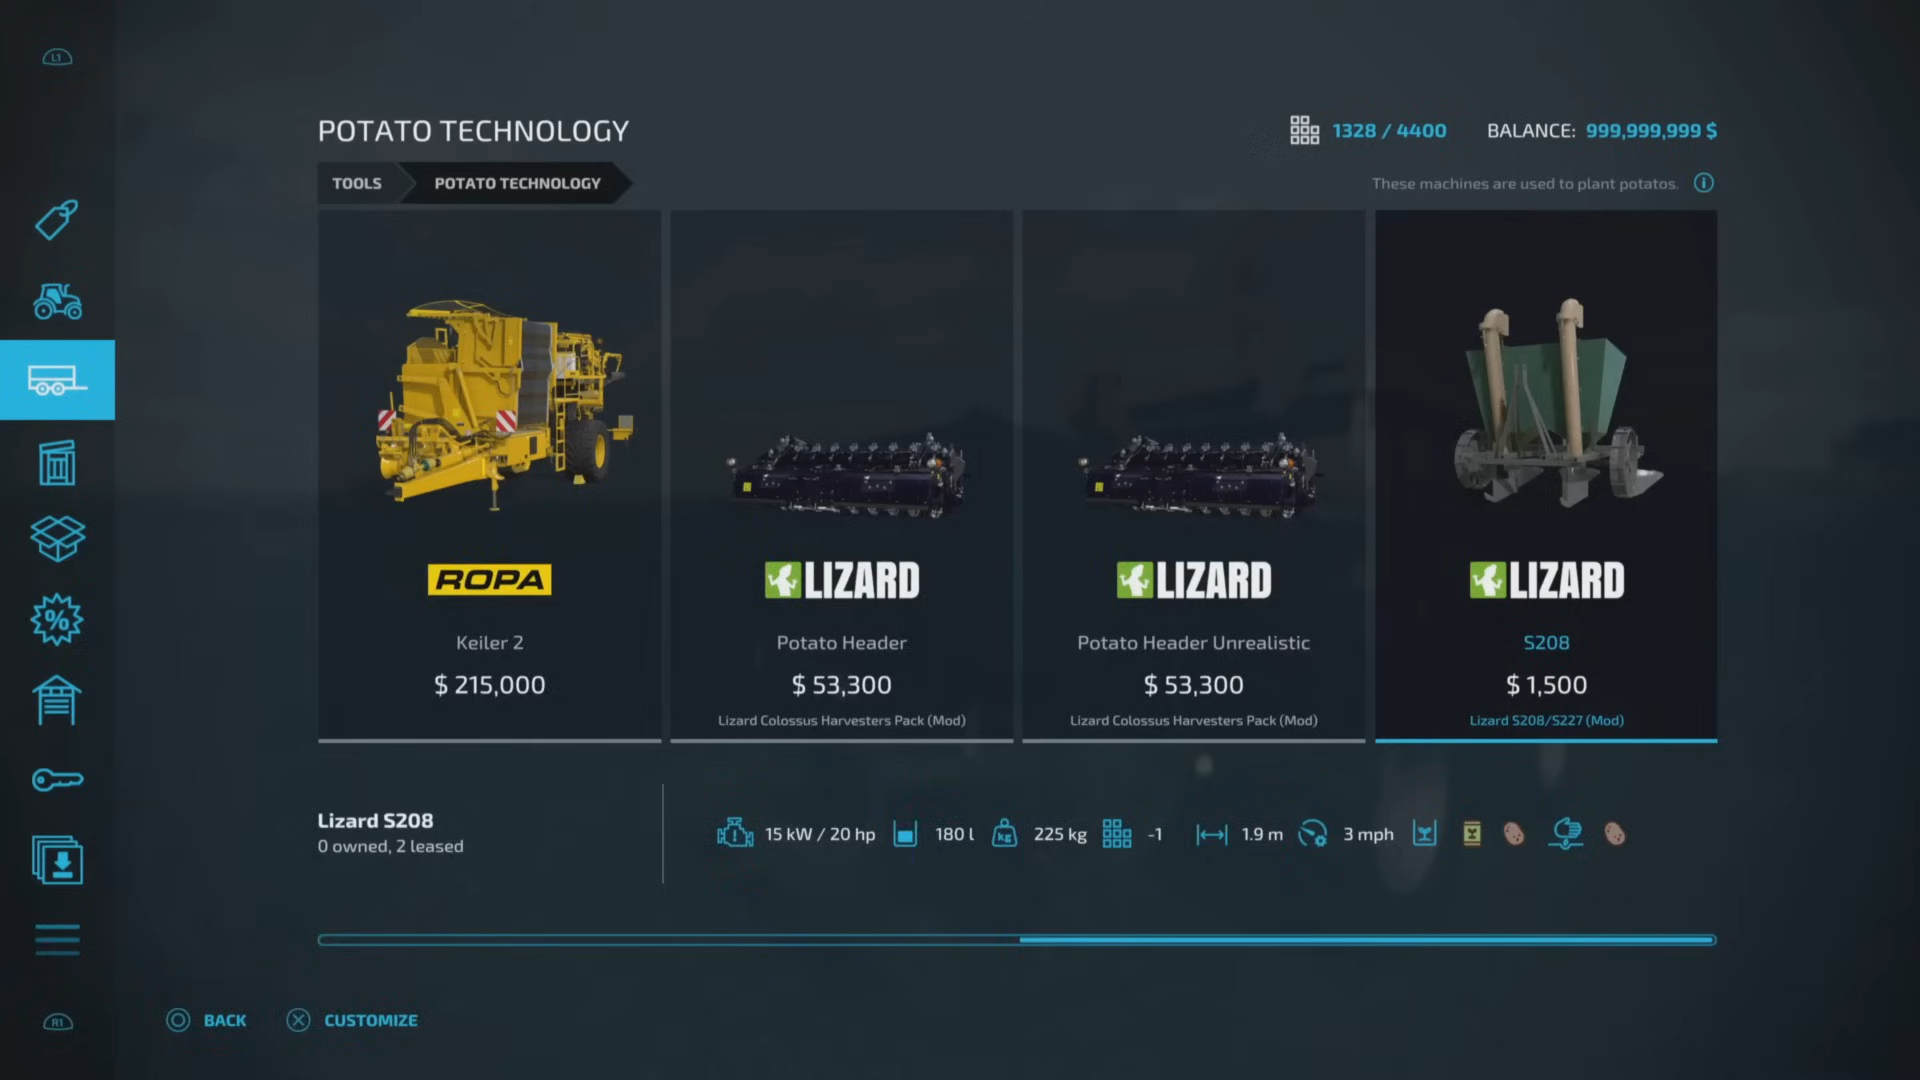 L1
POTATO TECHNOLOGY
1328 / 4400
BALANCE: 999,999,999 $
TOOLS
POTATO TECHNOLOGY
These machines are used to plant potatos.
ROPA
Keiler 2
$ 215,000
LIZARD
Potato Header
$ 53,300
Lizard Colossus Harvesters Pack (Mod)
LIZARD
Potato Header Unrealistic
$ 53,300
Lizard Colossus Harvesters Pack (Mod)
LIZARD
S208
$ 1,500
Lizard S208/S227 (Mod)
Lizard S208
0 owned, 2 leased
15 kW / 20 hp
180 l
kg
225 kg
-1
1.9 m
3 mph
%
R1
BACK
CUSTOMIZE